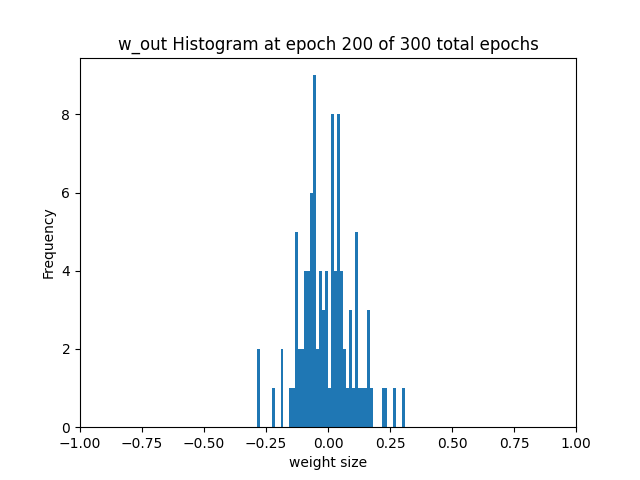 w_out Histogram at epoch 200 of 300 total epochs
8
6
4
2
0
Frequency
−1.00 −0.75 −0.50 −0.25 0.00 0.25 0.50 0.75 1.00
weight size